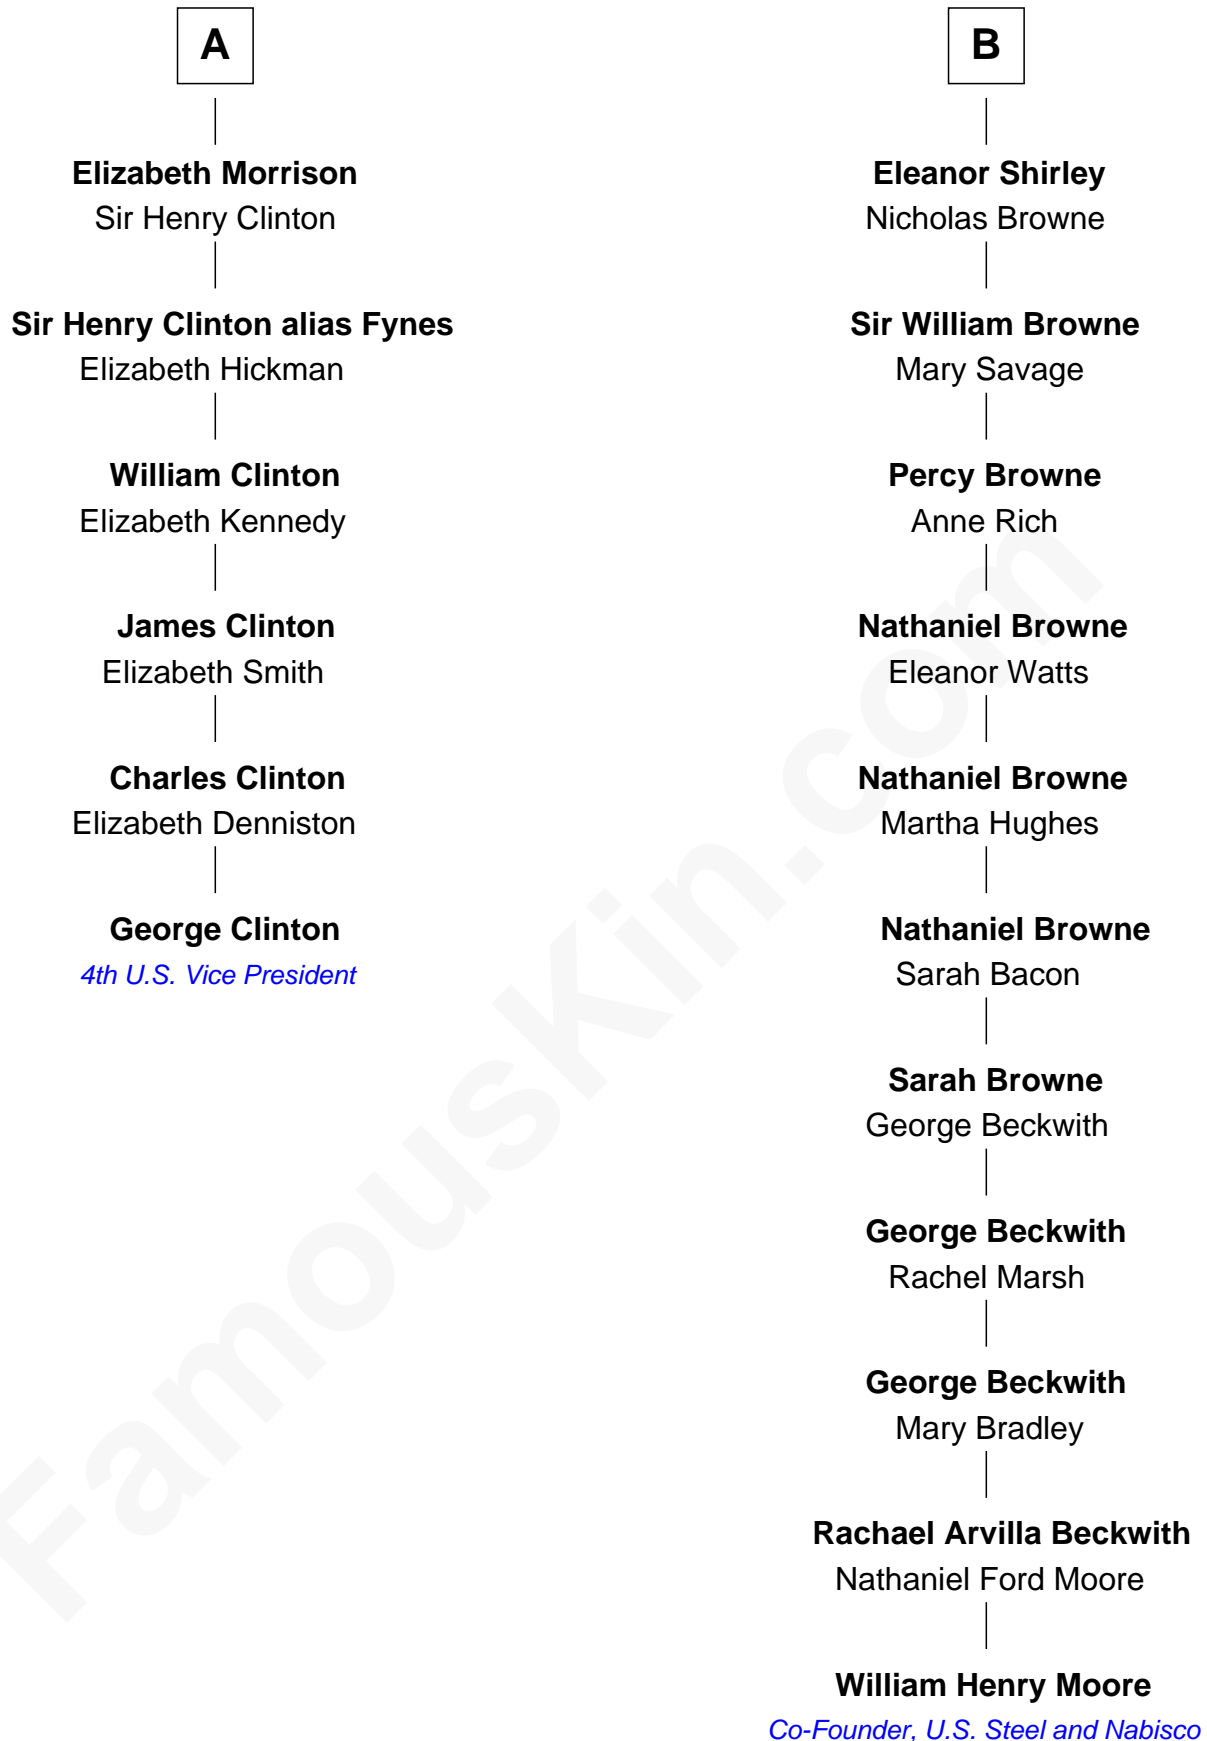 A
Elizabeth Morrison
Sir Henry Clinton
Sir Henry Clinton alias Fynes
Elizabeth Hickman
William Clinton
Elizabeth Kennedy
James Clinton
Elizabeth Smith
Charles Clinton
Elizabeth Denniston
George Clinton
4th U.S. Vice President
B
Eleanor Shirley
Nicholas Browne
Sir William Browne
Mary Savage
Percy Browne
Anne Rich
Nathaniel Browne
Eleanor Watts
Nathaniel Browne
Martha Hughes
Nathaniel Browne
Sarah Bacon
Sarah Browne
George Beckwith
George Beckwith
Rachel Marsh
George Beckwith
Mary Bradley
Rachael Arvilla Beckwith
Nathaniel Ford Moore
William Henry Moore
Co-Founder, U.S. Steel and Nabisco
FamousKin.com